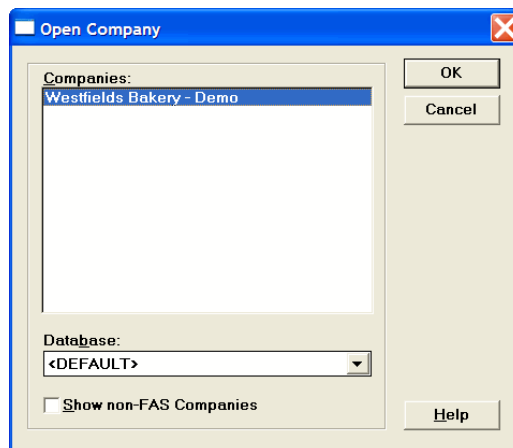 Open Company
Companies:
Westfields Bakery - Demo
OK
Cancel
Database:
<DEFAULT>
Show non-FAS Companies
Help